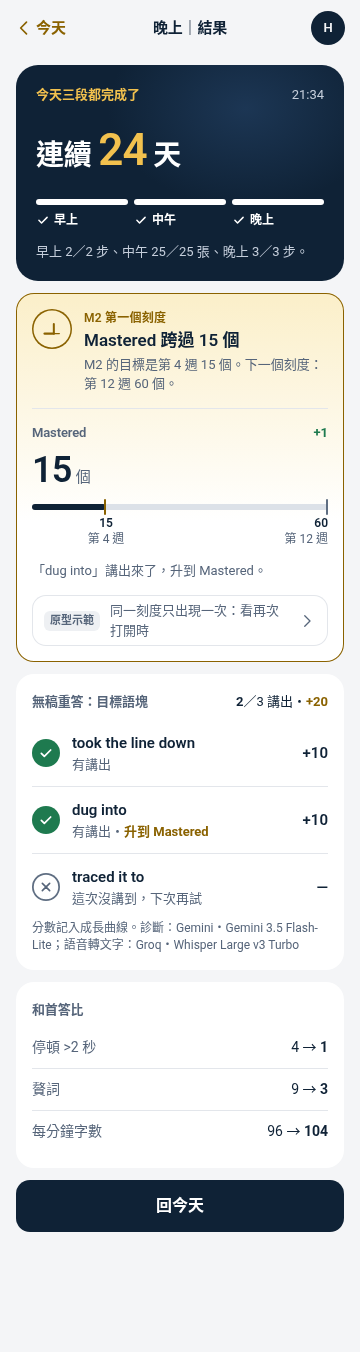 今天
晚上｜結果
H
今天三段都完成了
21:34
連續 24 天
早上
中午
晚上
早上 2／2 步、中午 25／25 張、晚上 3／3 步。
M2 第一個刻度
Mastered 跨過 15 個
M2 的目標是第 4 週 15 個。下一個刻度：
第 12 週 60 個。
Mastered
+1
15 個
15
60
第 4 週
第 12 週
「dug into」講出來了，升到 Mastered。
原型示範
同一刻度只出現一次：看再次
打開時
無稿重答：目標語塊
2／3 講出・+20
took the line down
有講出
+10
dug into
有講出・升到 Mastered
+10
traced it to
這次沒講到，下次再試
–
分數記入成長曲線。診斷：Gemini・Gemini 3.5 Flash-
Lite；語音轉文字：Groq・Whisper Large v3 Turbo
和首答比
停頓 >2 秒
4 → 1
贅詞
9 → 3
每分鐘字數
96 → 104
回今天